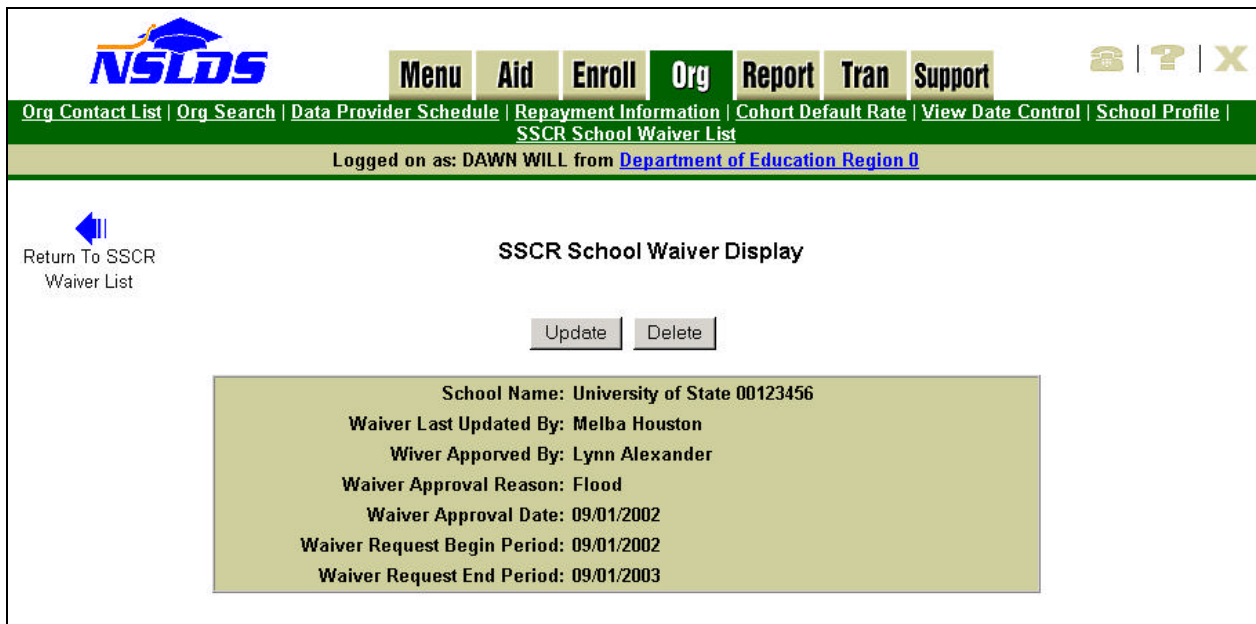 NSLDS
Menu Aid Enroll Org Report Tran Support ? | X
Org Contact List | Org Search | Data Provider Schedule | Repayment Information | Cohort Default Rate | View Date Control | School Profile |
SSCR School Waiver List
Logged on as: DAWN WILL from Department of Education Region 0
Return To SSCR
Waiver List
SSCR School Waiver Display
Update Delete
School Name: University of State 00123456
Waiver Last Updated By: Melba Houston
Wiver Apporved By: Lynn Alexander
Waiver Approval Reason: Flood
Waiver Approval Date: 09/01/2002
Waiver Request Begin Period: 09/01/2002
Waiver Request End Period: 09/01/2003